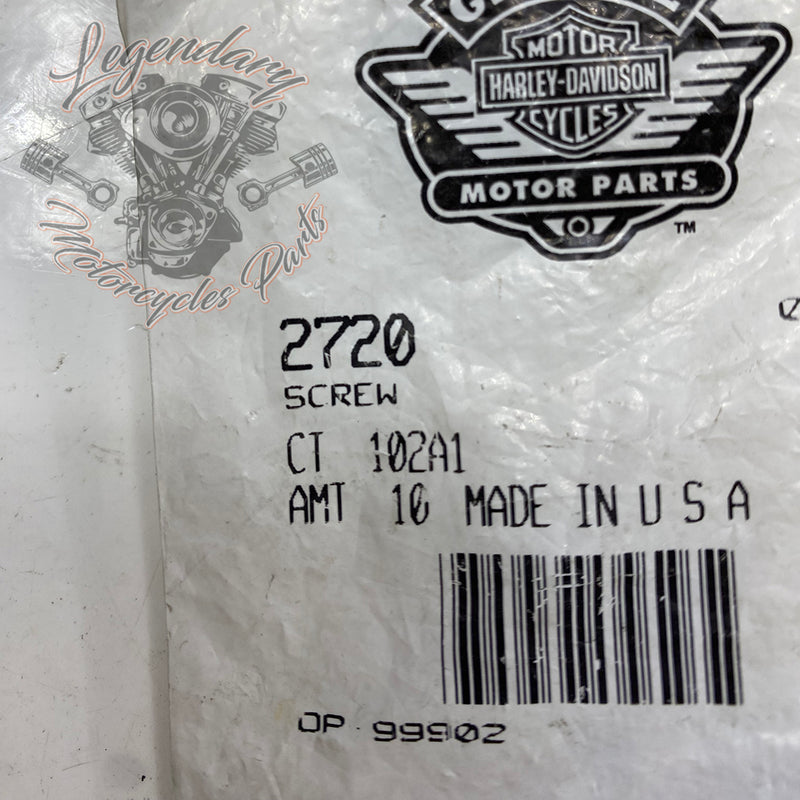 Legendary
Motorcycles Parts
MOTOR
HARLEY-DAVIDSON
CYCLES
MOTOR PARTS
TM
2720
SCREW
CT 102A1
AMT 10 MADE IN U S A
OP 99902